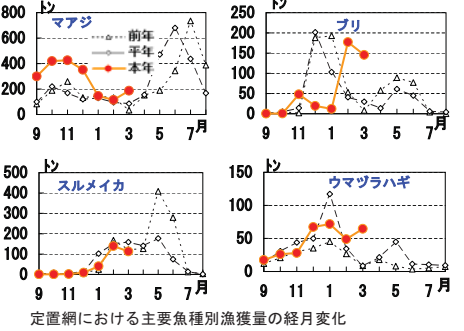 トン
マアジ
前年
平年
本年
800
600
400
200
0
9 11 1 3 5 7月
トン
ブリ
250
200
150
100
50
0
9 11 1 3 5 7月
トン
スルメイカ
500
400
300
200
100
0
9 11 1 3 5 7月
トン
ウマヅラハギ
150
100
50
0
9 11 1 3 5 7月
定置網における主要魚種別漁獲量の経月変化